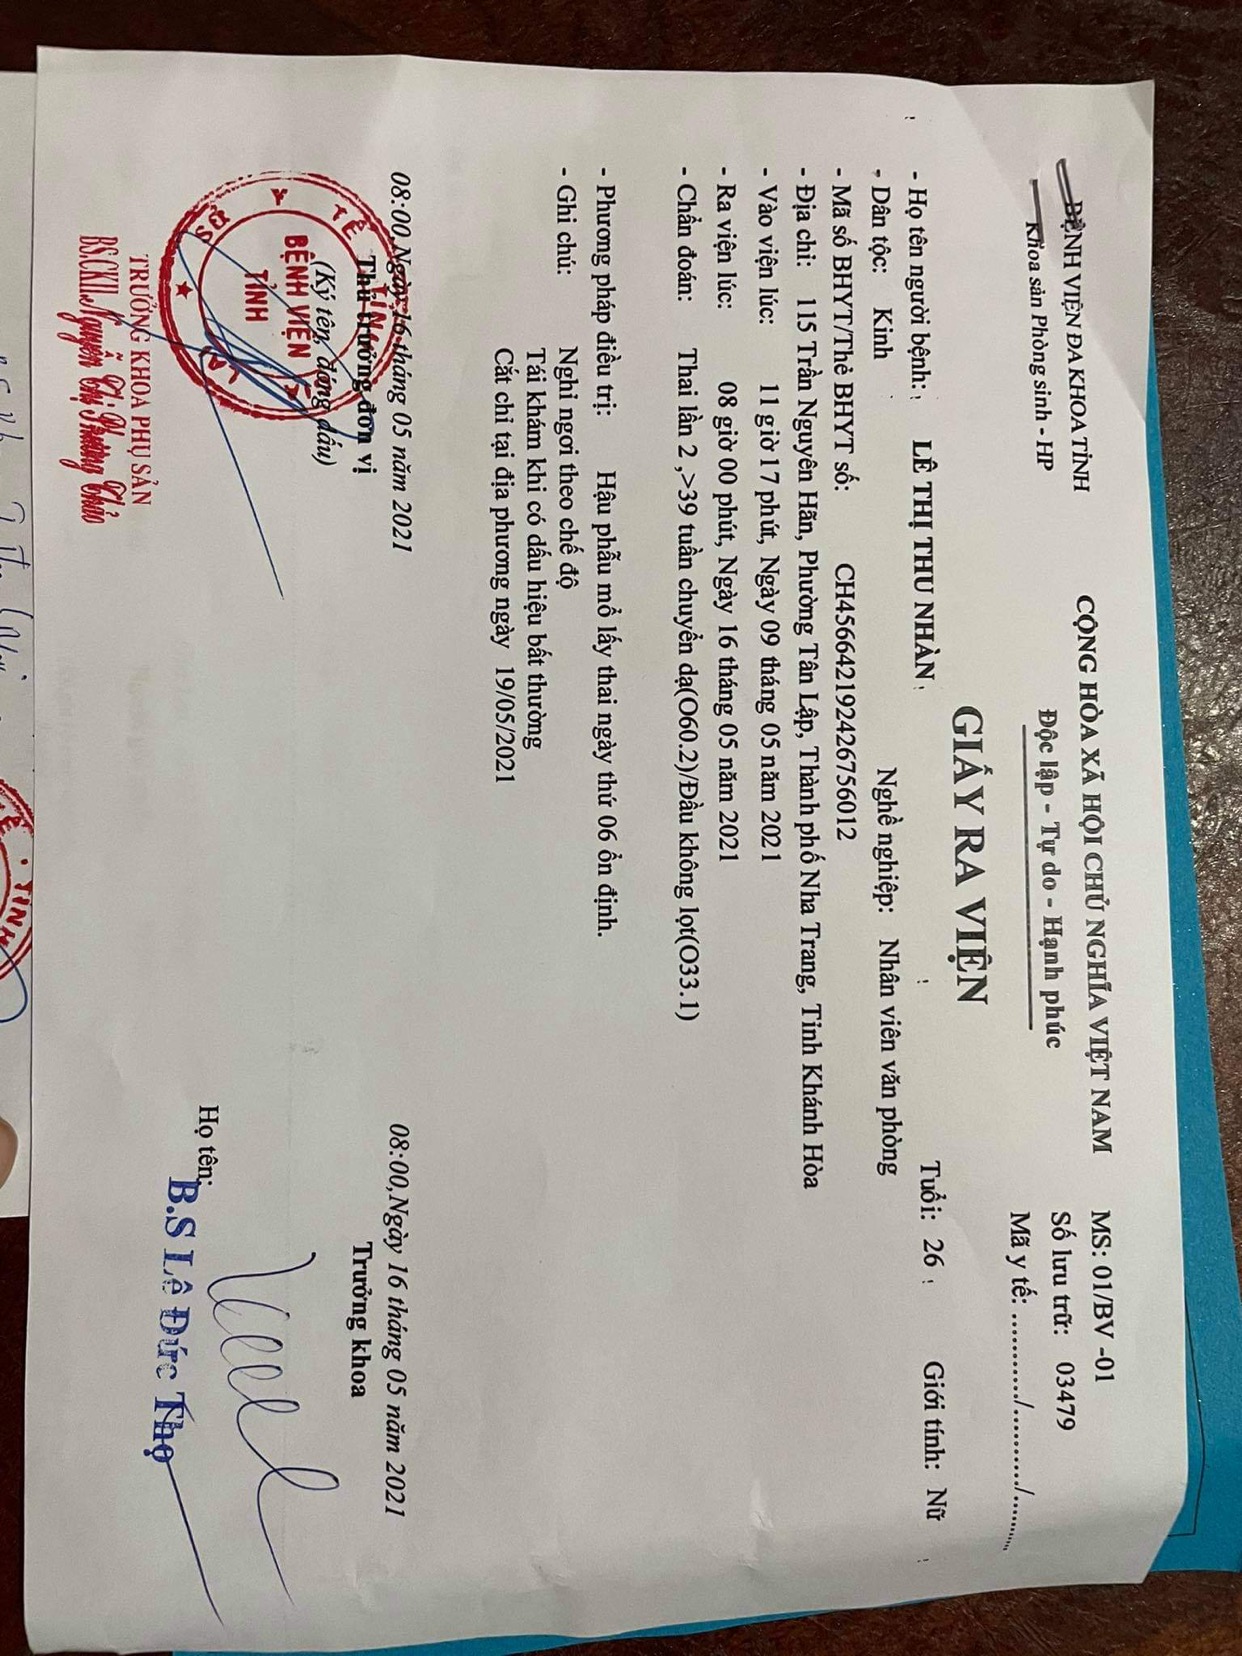 BỆNH VIỆN ĐA KHOA TỈNH
Khoa sản Phòng sinh - HP
CỘNG HÒA XÃ HỘI CHỦ NGHĨA VIỆT NAM
Độc lập - Tự do - Hạnh phúc
MS: 01/BV -01
Số lưu trữ: 03479
Mã y tế: ............/............/..........
GIẤY RA VIỆN
- Họ tên người bệnh: LÊ THỊ THU NHÀN Tuổi: 26 Giới tính: Nữ
- Dân tộc: Kinh Nghề nghiệp: Nhân viên văn phòng
- Mã số BHYT/Thẻ BHYT số: CH4566421924267​56012
- Địa chỉ: 115 Trần Nguyên Hãn, Phường Tân Lập, Thành phố Nha Trang, Tỉnh Khánh Hòa
- Vào viện lúc: 11 giờ 17 phút, Ngày 09 tháng 05 năm 2021
- Ra viện lúc: 08 giờ 00 phút, Ngày 16 tháng 05 năm 2021
- Chẩn đoán: Thai lần 2 ,>39 tuần chuyển dạ(O60.2)/Đầu không lọt(O33.1)
- Phương pháp điều trị: Hậu phẫu mổ lấy thai ngày thứ 06 ổn định.
- Ghi chú: Nghỉ ngơi theo chế độ
Tái khám khi có dấu hiệu bất thường
Cắt chỉ tại địa phương ngày 19/05/2021
08:00,Ngày 16 tháng 05 năm 2021
Thủ trưởng đơn vị
(Ký tên, đóng dấu)
SỞ Y TẾ TỈNH
BỆNH VIỆN
TỈNH
TRƯỞNG KHOA PHỤ SẢN
BS.CKII.Nguyễn Thị Phương Thảo
08:00,Ngày 16 tháng 05 năm 2021
Trưởng khoa
Họ tên:
B.S Lê Đức Thọ